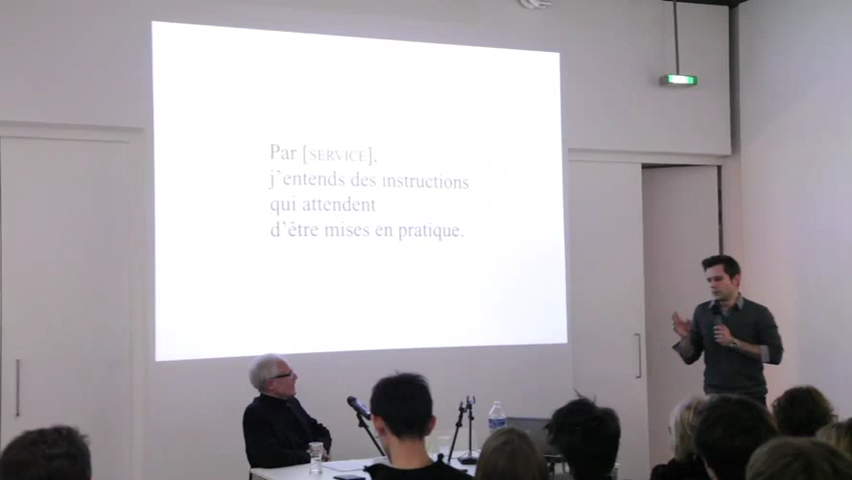 Par [SERVICE],
j'entends des instructions
qui attendent
d'être mises en pratique.